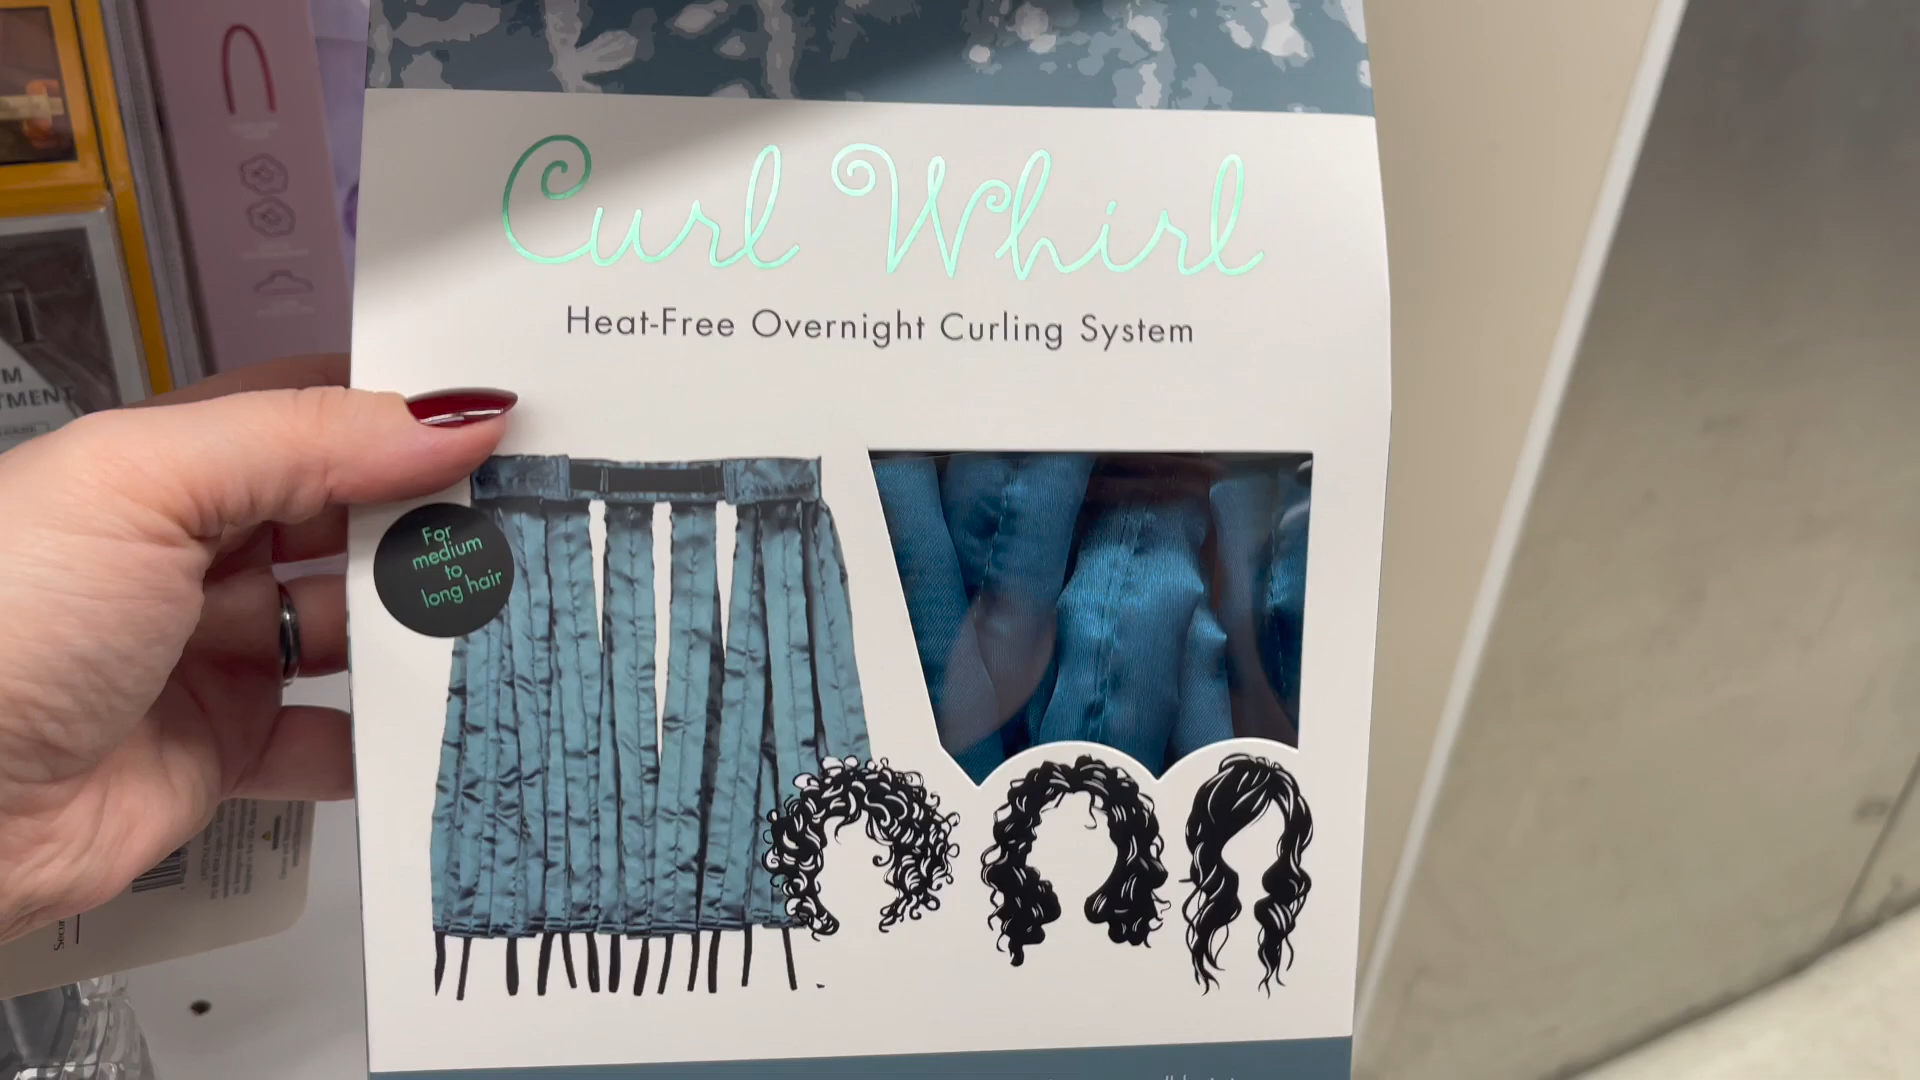 Curl Whirl
Heat-Free Overnight Curling System
For
medium
to
long hair